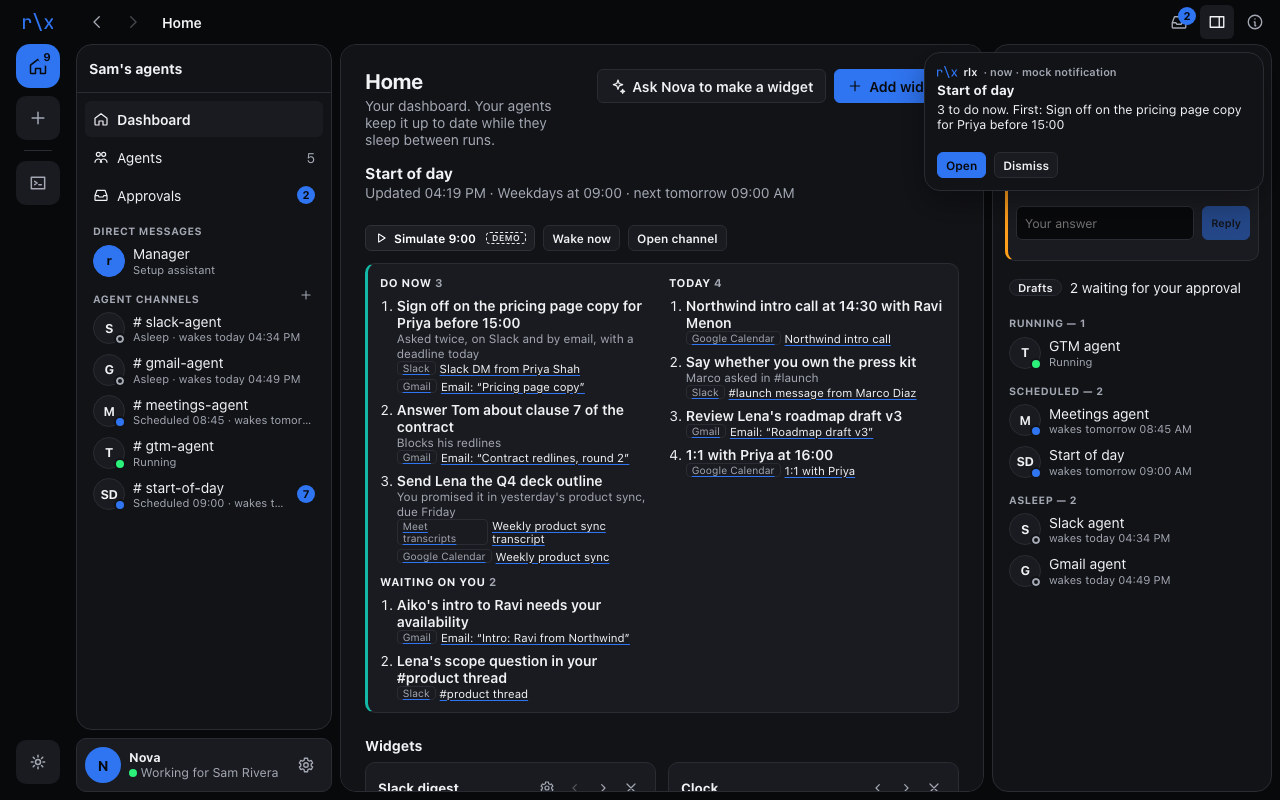 r\x
Home
2
9
Sam's agents
Dashboard
Agents
5
Approvals
2
DIRECT MESSAGES
r
Manager
Setup assistant
AGENT CHANNELS
S
# slack-agent
Asleep · wakes today 04:34 PM
G
# gmail-agent
Asleep · wakes today 04:49 PM
M
# meetings-agent
Scheduled 08:45 · wakes tomor...
T
# gtm-agent
Running
SD
# start-of-day
Scheduled 09:00 · wakes t...
7
N
Nova
Working for Sam Rivera
Home
Your dashboard. Your agents
keep it up to date while they
sleep between runs.
Ask Nova to make a widget
Add wid
Start of day
Updated 04:19 PM · Weekdays at 09:00 · next tomorrow 09:00 AM
Simulate 9:00 DEMO
Wake now
Open channel
DO NOW 3
1. Sign off on the pricing page copy for
Priya before 15:00
Asked twice, on Slack and by email, with a
deadline today
Slack Slack DM from Priya Shah
Gmail Email: “Pricing page copy”
2. Answer Tom about clause 7 of the
contract
Blocks his redlines
Gmail Email: “Contract redlines, round 2”
3. Send Lena the Q4 deck outline
You promised it in yesterday's product sync,
due Friday
Meet transcripts Weekly product sync transcript
Google Calendar Weekly product sync
WAITING ON YOU 2
1. Aiko's intro to Ravi needs your
availability
Gmail Email: “Intro: Ravi from Northwind”
2. Lena's scope question in your
#product thread
Slack #product thread
TODAY 4
1. Northwind intro call at 14:30 with Ravi
Menon
Google Calendar Northwind intro call
2. Say whether you own the press kit
Marco asked in #launch
Slack #launch message from Marco Diaz
3. Review Lena's roadmap draft v3
Gmail Email: “Roadmap draft v3”
4. 1:1 with Priya at 16:00
Google Calendar 1:1 with Priya
Widgets
Slack digest
Clock
r\x rlx · now · mock notification
Start of day
3 to do now. First: Sign off on the pricing page copy
for Priya before 15:00
Open
Dismiss
Your answer
Reply
Drafts 2 waiting for your approval
RUNNING — 1
T
GTM agent
Running
SCHEDULED — 2
M
Meetings agent
wakes tomorrow 08:45 AM
SD
Start of day
wakes tomorrow 09:00 AM
ASLEEP — 2
S
Slack agent
wakes today 04:34 PM
G
Gmail agent
wakes today 04:49 PM